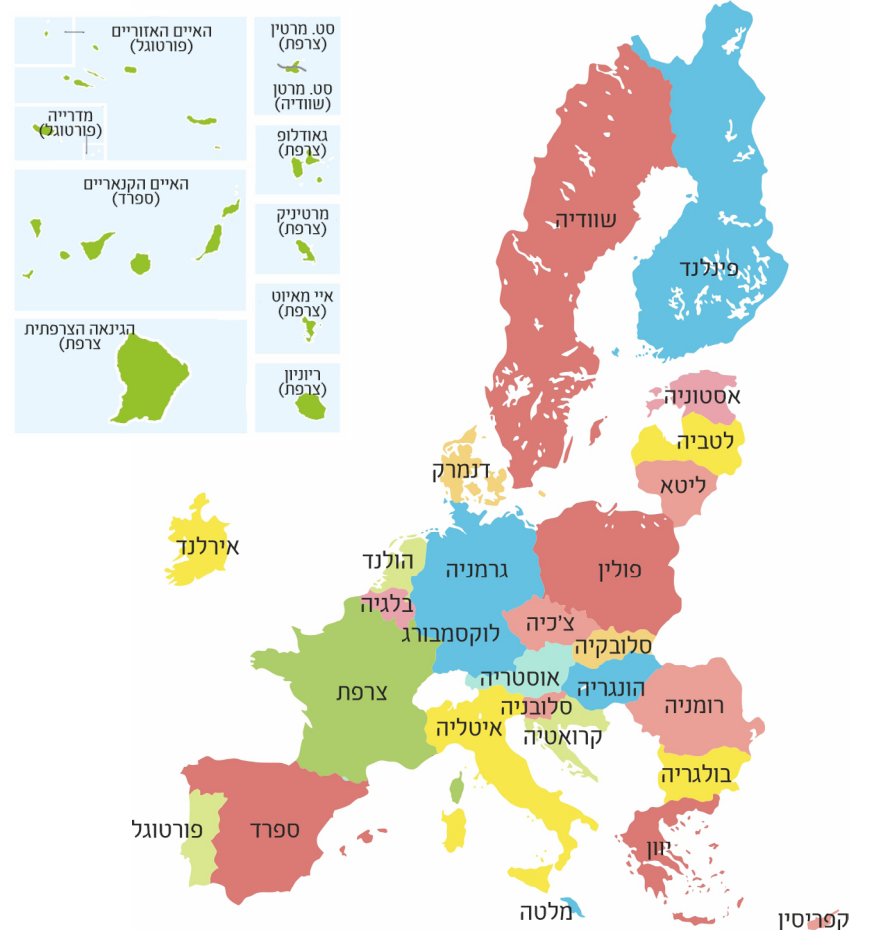 האיים האזוריים
(פורטוגל)
סט. מרטין
(צרפת)
סט. מרטן
(שוודיה)
מדרייה
(פורטוגל)
גאודלופ
(צרפת)
האיים הקנאריים
(ספרד)
מרטיניק
(צרפת)
איי מאיוט
(צרפת)
הגינאה הצרפתית
צרפת)
ריוניון
(צרפת)
שוודיה
פינלנד
אסטוניה
לטביה
ליטא
דנמרק
אירלנד
הולנד
גרמניה
פולין
בלגיה
צ'כיה
לוקסמבורג
סלובקיה
אוסטריה
הונגריה
צרפת
סלובניה
רומניה
איטליה
קרואטיה
בולגריה
פורטוגל
ספרד
יוון
מלטה
קפריסין